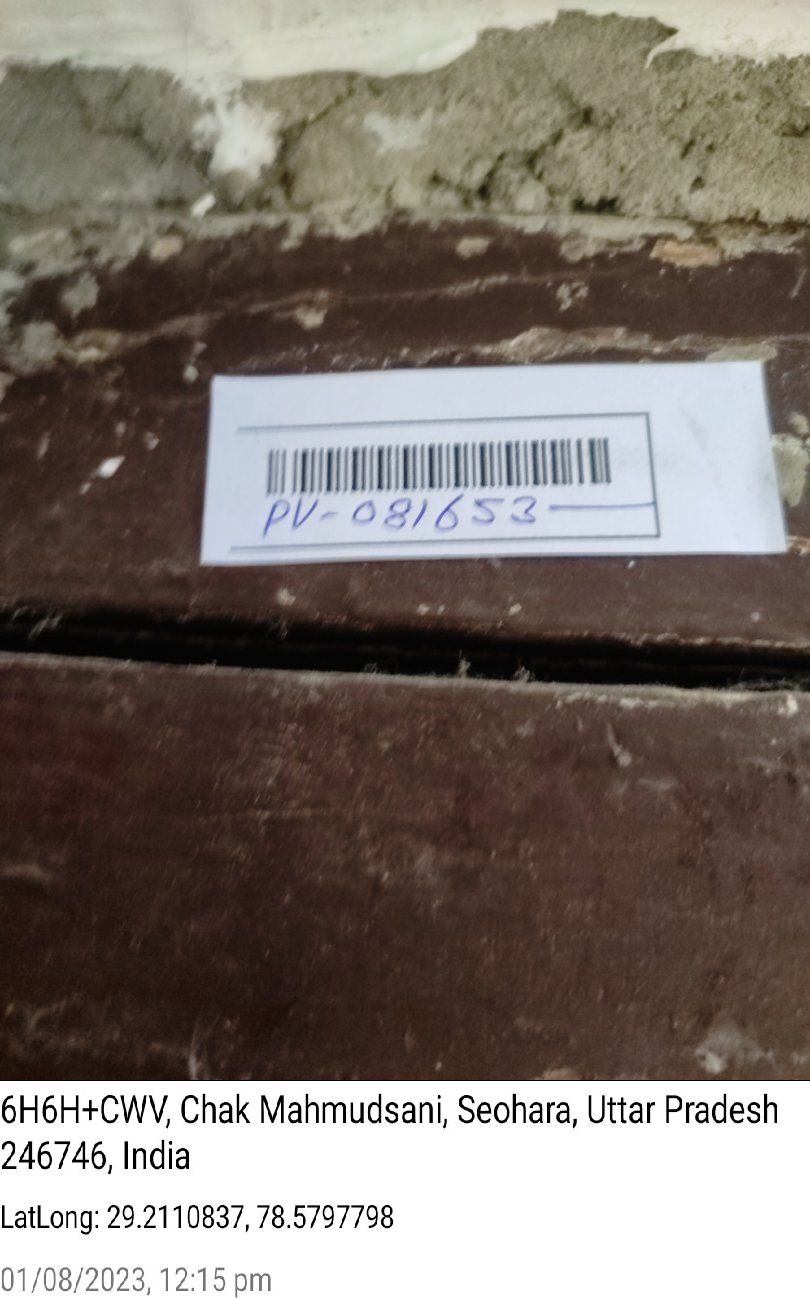 PV-081653
6H6H+CWV, Chak Mahmudsani, Seohara, Uttar Pradesh
246746, India
LatLong: 29.2110837, 78.5797798
01/08/2023, 12:15 pm